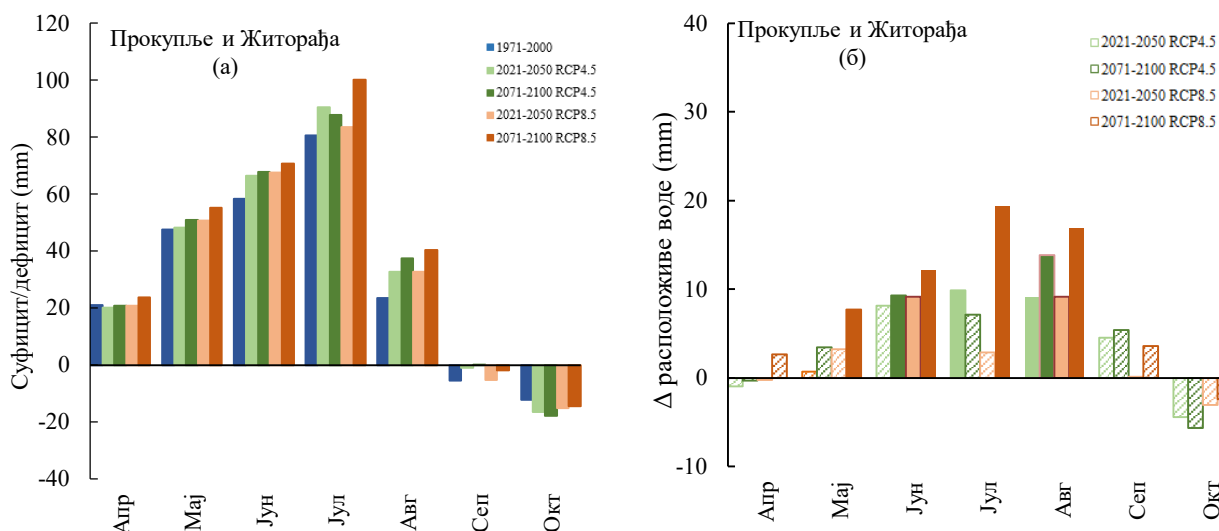 Прокупље и Житорађа
(а)
1971-2000
2021-2050 RCP4.5
2071-2100 RCP4.5
2021-2050 RCP8.5
2071-2100 RCP8.5
Суфицит/дефицит (mm)
120
100
80
60
40
20
0
-20
-40
Апр
Мај
Јун
Јул
Авг
Сеп
Окт
Прокупље и Житорађа
(б)
2021-2050 RCP4.5
2071-2100 RCP4.5
2021-2050 RCP8.5
2071-2100 RCP8.5
Δ расположиве воде (mm)
40
30
20
10
0
-10
Апр
Мај
Јун
Јул
Авг
Сеп
Окт